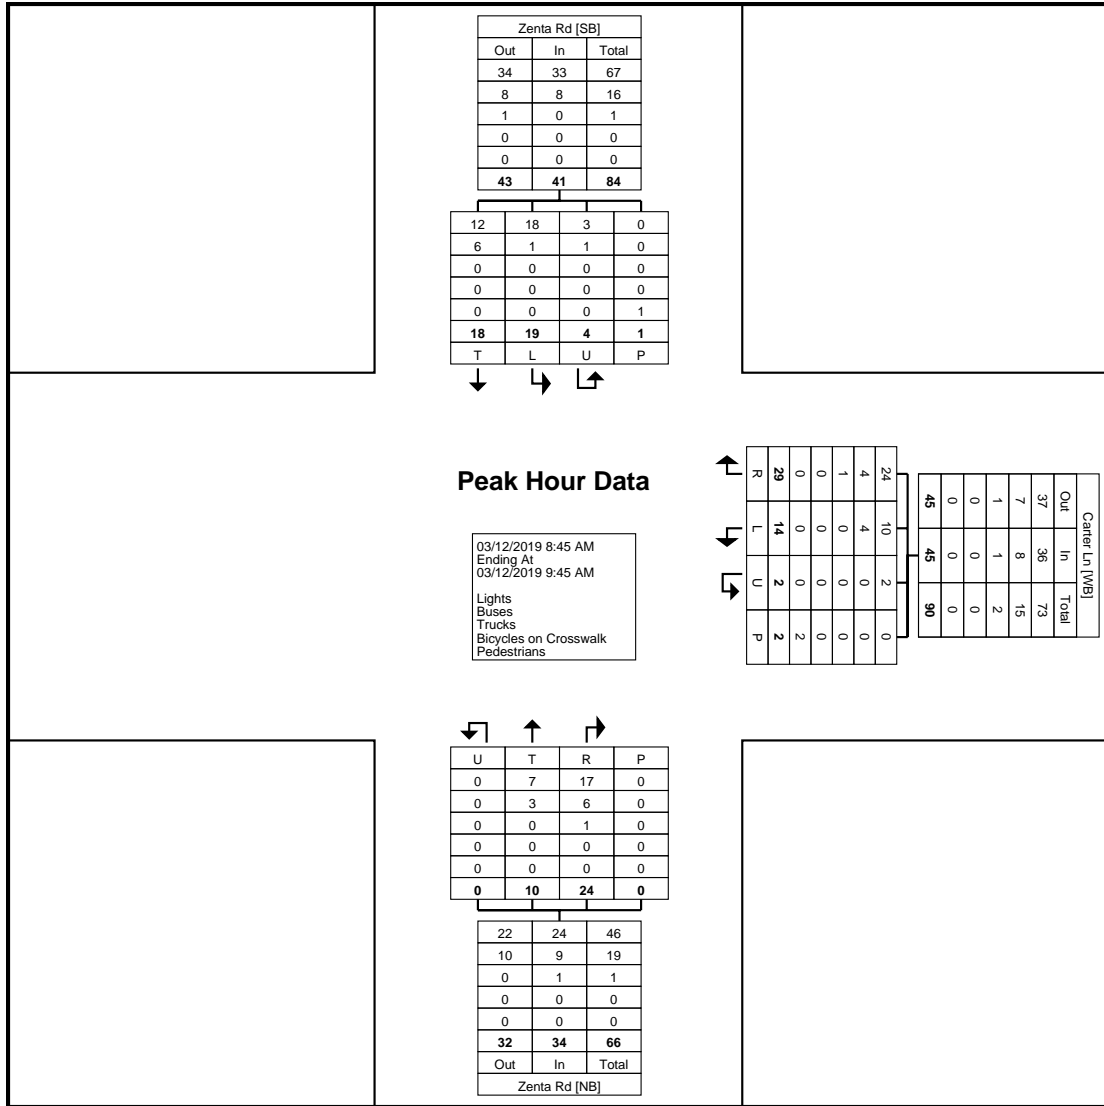 Zenta Rd [SB]
Out In Total
34 33 67
8 8 16
1 0 1
0 0 0
0 0 0
43 41 84
12 18 3 0
6 1 1 0
0 0 0 0
0 0 0 0
0 0 0 1
18 19 4 1
T L U P
Peak Hour Data
03/12/2019 8:45 AM
Ending At
03/12/2019 9:45 AM
Lights
Buses
Trucks
Bicycles on Crosswalk
Pedestrians
Carter Ln [WB]
Out In Total
37 36 73
7 8 15
1 1 2
0 0 0
0 0 0
45 45 90
24 10 2 0
4 4 0 0
1 0 0 0
0 0 0 0
0 0 0 2
29 14 2 2
R L U P
U T R P
0 7 17 0
0 3 6 0
0 0 1 0
0 0 0 0
0 0 0 0
0 10 24 0
22 24 46
10 9 19
0 1 1
0 0 0
0 0 0
32 34 66
Out In Total
Zenta Rd [NB]